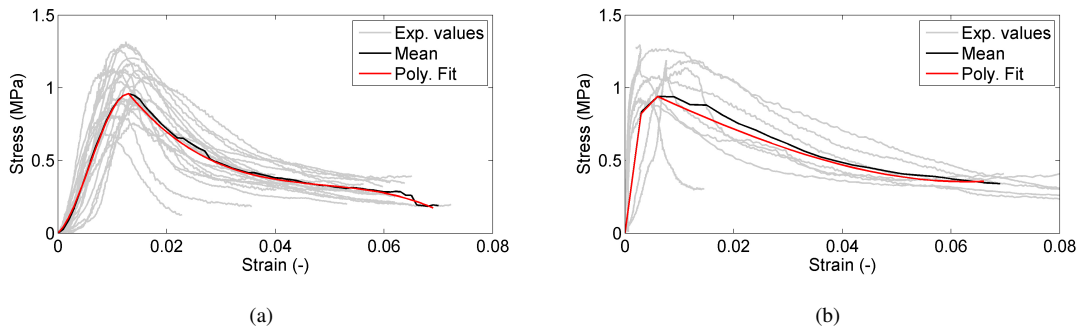 1.5
1
0.5
0
Stress (MPa)
0
0.02
0.04
0.06
0.08
Strain (-)
Exp. values
Mean
Poly. Fit
(a)
1.5
1
0.5
0
Stress (MPa)
0
0.02
0.04
0.06
0.08
Strain (-)
Exp. values
Mean
Poly. Fit
(b)